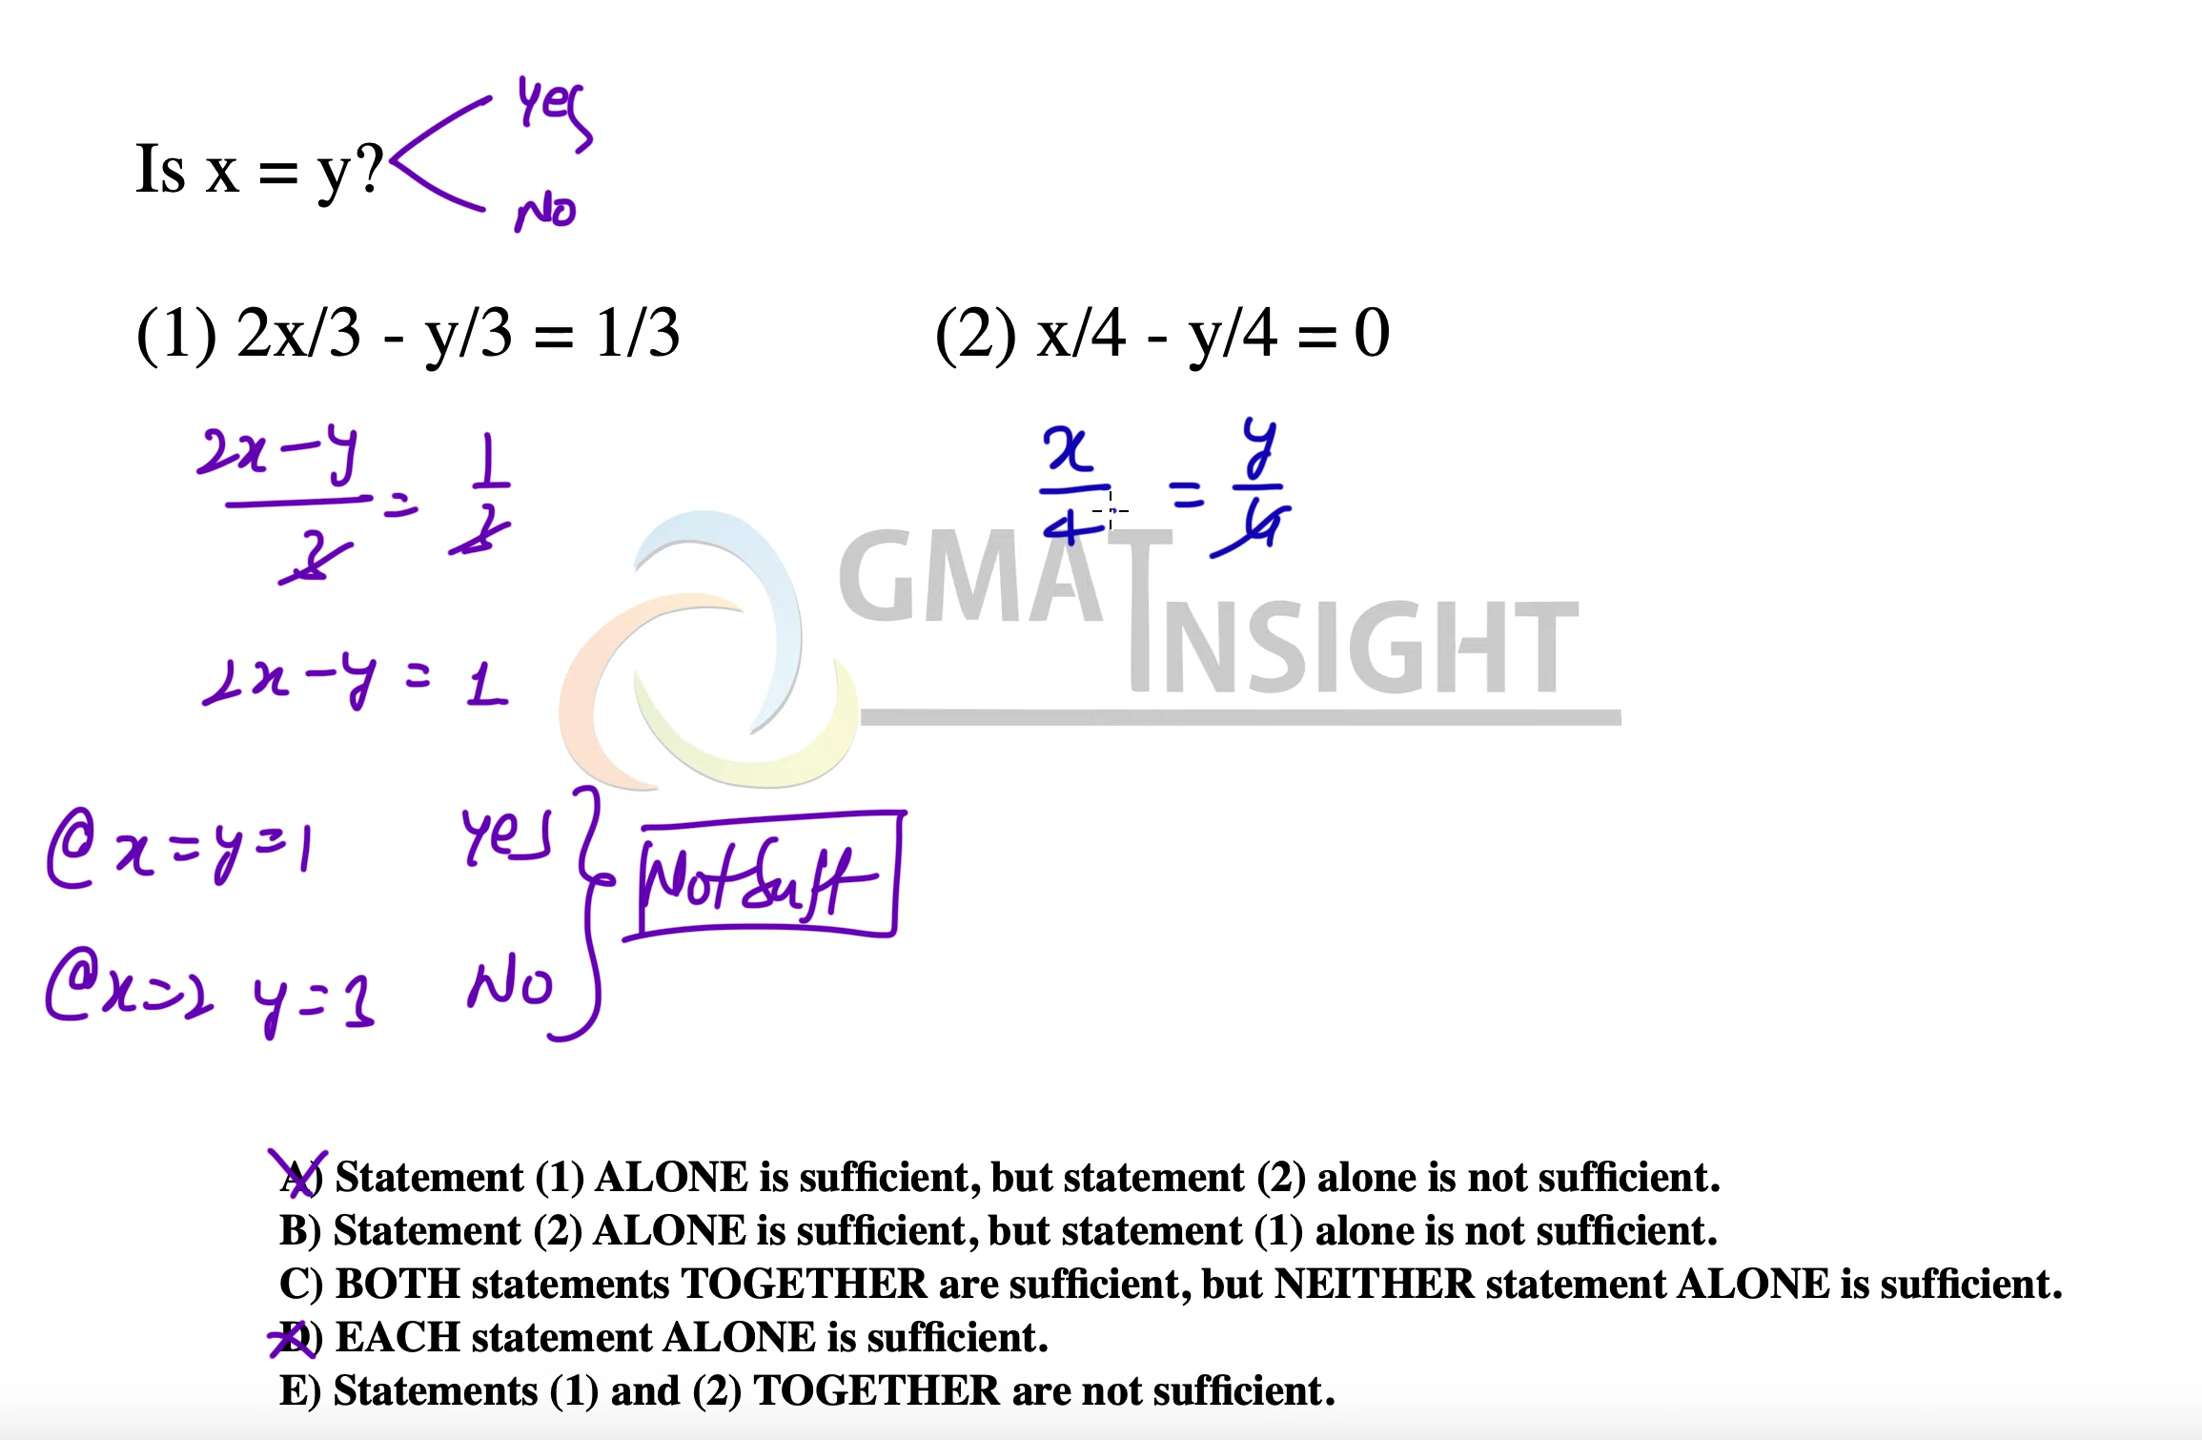 Is x = y?
Yes
No
(1) 2x/3 - y/3 = 1/3
(2) x/4 - y/4 = 0
2x-y/3 = 1/3
x/4 = y/4
GMAT INSIGHT
2x-y = 1
@ x=y=1 yes
Not Suff
@x=2 y=3 No
A) Statement (1) ALONE is sufficient, but statement (2) alone is not sufficient.
B) Statement (2) ALONE is sufficient, but statement (1) alone is not sufficient.
C) BOTH statements TOGETHER are sufficient, but NEITHER statement ALONE is sufficient.
D) EACH statement ALONE is sufficient.
E) Statements (1) and (2) TOGETHER are not sufficient.